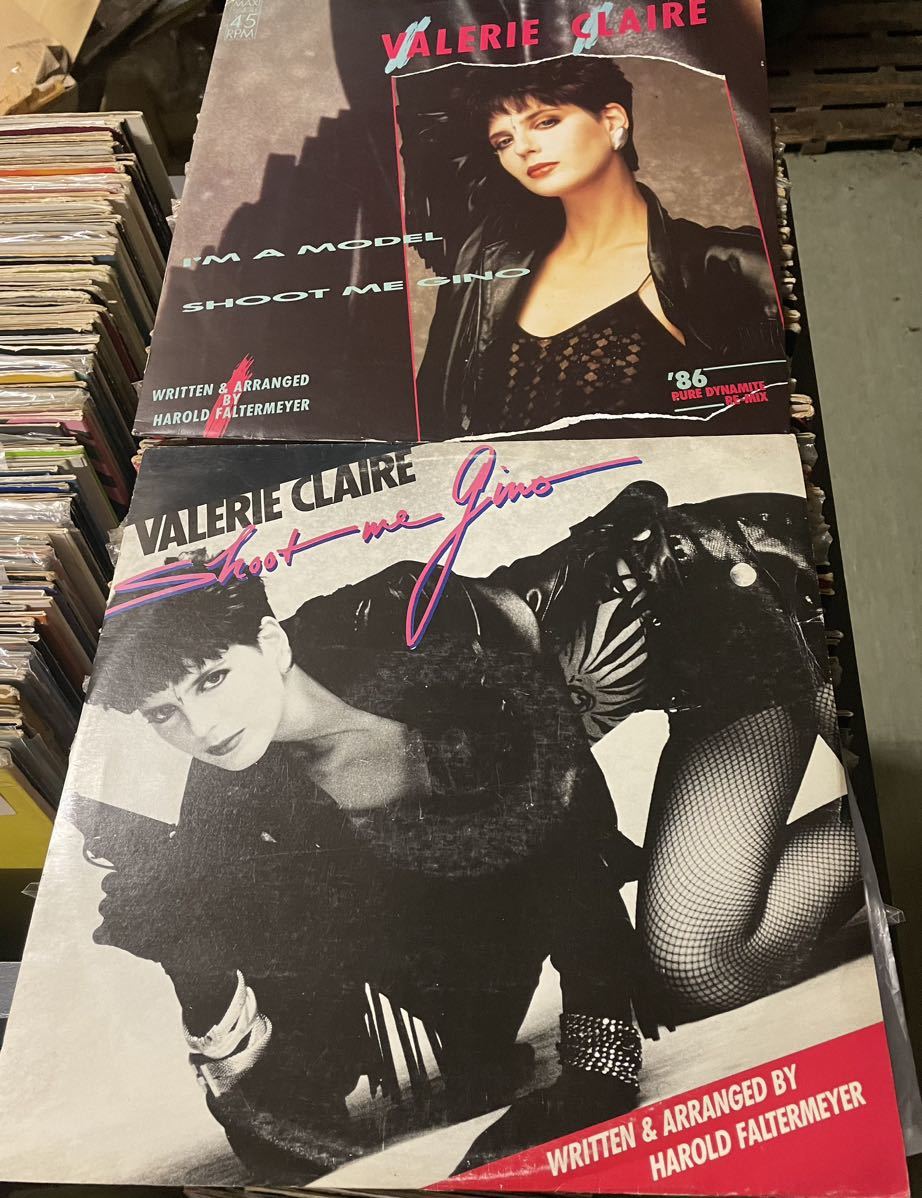 MAX
45
RPM
VALERIE CLAIRE
I'M A MODEL
SHOOT ME GINO
WRITTEN & ARRANGED
BY
HAROLD FALTERMEYER
'86
PURE DYNAMITE
RE-MIX
VALERIE CLAIRE
Shoot me Gino
WRITTEN & ARRANGED BY
HAROLD FALTERMEYER